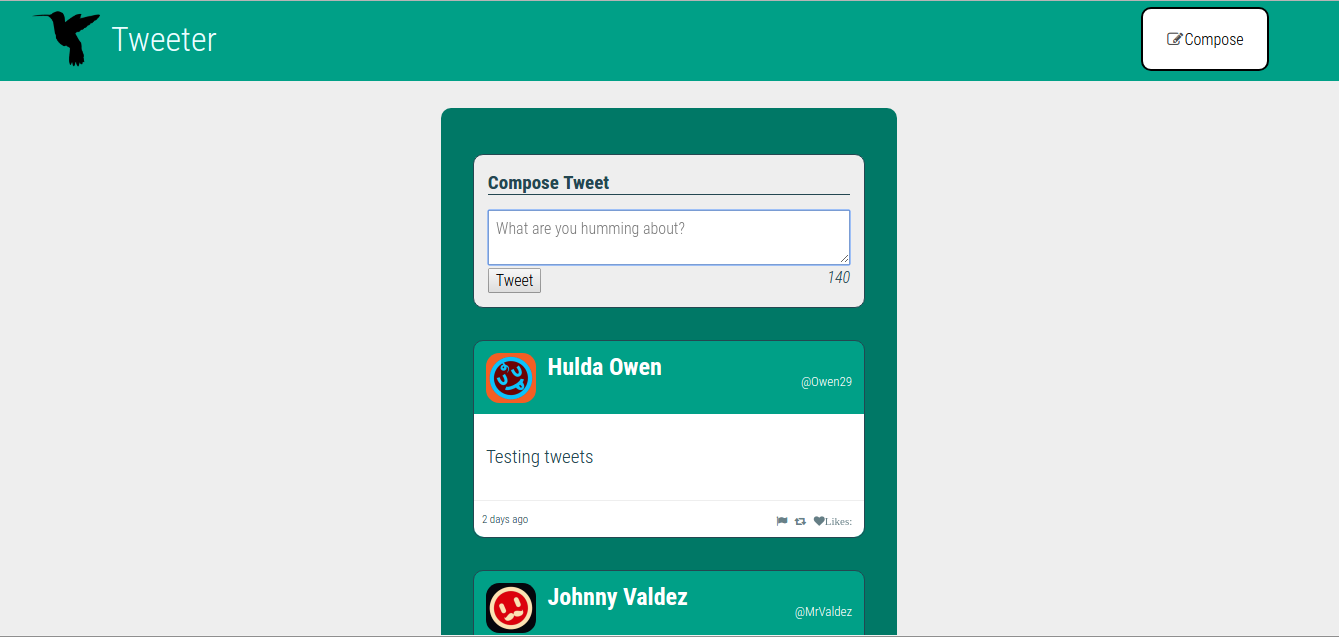 Tweeter
Compose
Compose Tweet
What are you humming about?
Tweet
140
Hulda Owen
@Owen29
Testing tweets
2 days ago
Likes:
Johnny Valdez
@MrValdez